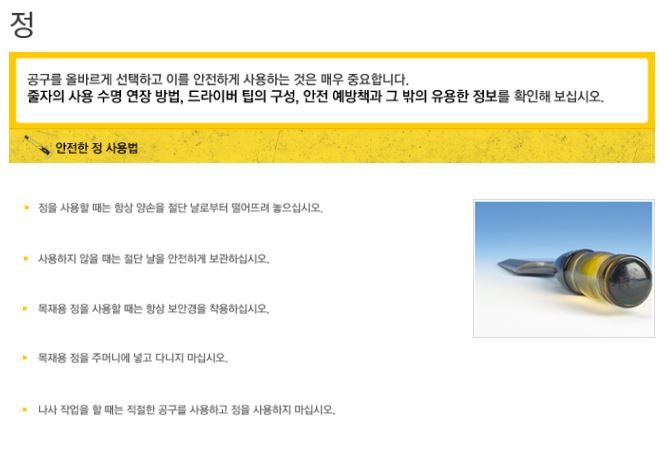 정
공구를 올바르게 선택하고 이를 안전하게 사용하는 것은 매우 중요합니다.
줄자의 사용 수명 연장 방법, 드라이버 팁의 구성, 안전 예방책과 그 밖의 유용한 정보를 확인해 보십시오.
안전한 정 사용법
정을 사용할 때는 항상 양손을 절단 날로부터 떨어뜨려 놓으십시오.
사용하지 않을 때는 절단 날을 안전하게 보관하십시오.
목재용 정을 사용할 때는 항상 보안경을 착용하십시오.
목재용 정을 주머니에 넣고 다니지 마십시오.
나사 작업을 할 때는 적절한 공구를 사용하고 정을 사용하지 마십시오.